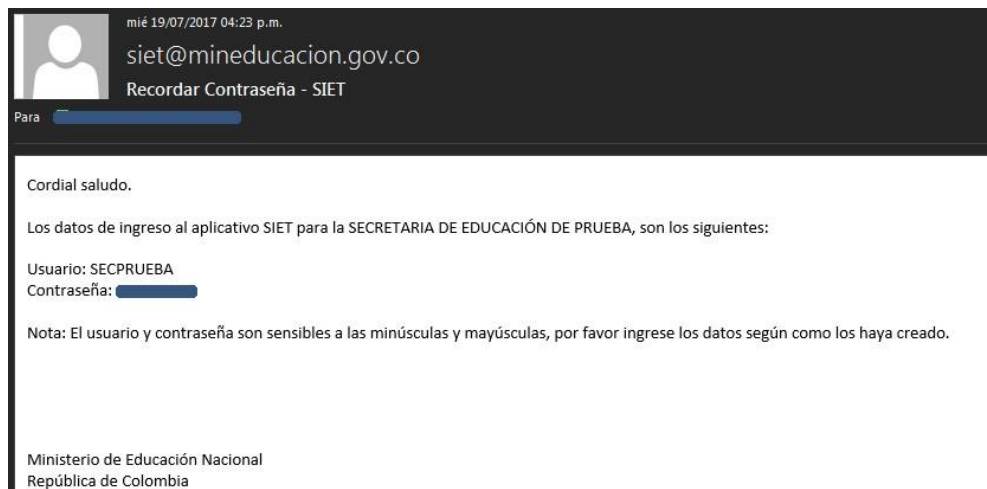 mié 19/07/2017 04:23 p.m.
siet@mineducacion.gov.co
Recordar Contraseña - SIET
Para
Cordial saludo.
Los datos de ingreso al aplicativo SIET para la SECRETARIA DE EDUCACIÓN DE PRUEBA, son los siguientes:
Usuario: SECPRUEBA
Contraseña:
Nota: El usuario y contraseña son sensibles a las minúsculas y mayúsculas, por favor ingrese los datos según como los haya creado.
Ministerio de Educación Nacional
República de Colombia